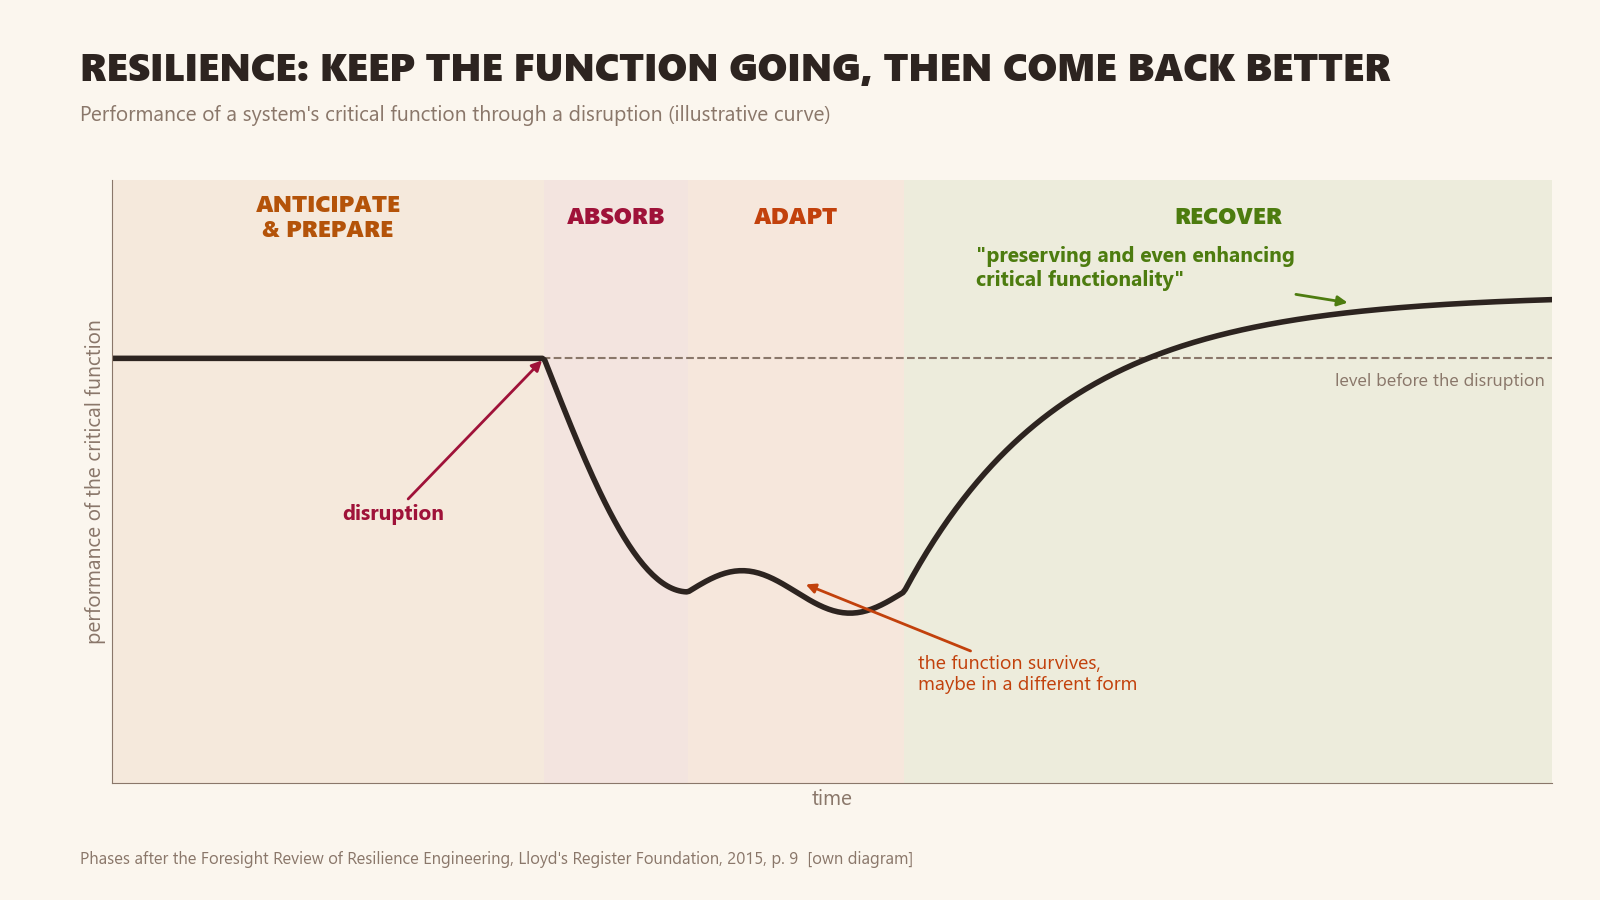 RESILIENCE: KEEP THE FUNCTION GOING, THEN COME BACK BETTER
Performance of a system's critical function through a disruption (illustrative curve)
ANTICIPATE
& PREPARE
ABSORB
ADAPT
RECOVER
"preserving and even enhancing
critical functionality"
level before the disruption
disruption
the function survives,
maybe in a different form
performance of the critical function
time
Phases after the Foresight Review of Resilience Engineering, Lloyd's Register Foundation, 2015, p. 9  [own diagram]